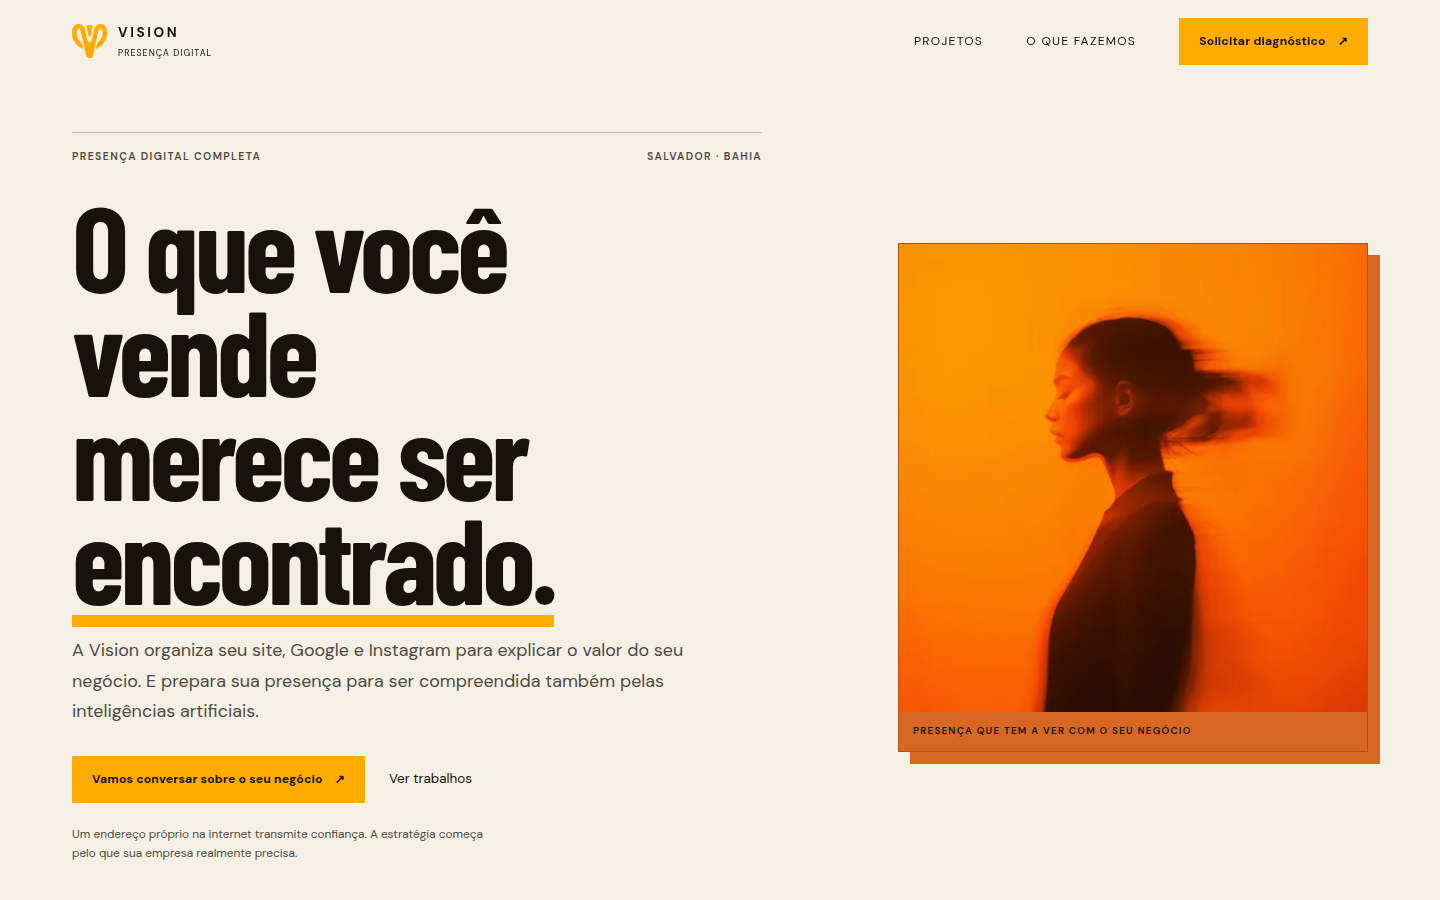 VISION
PRESENÇA DIGITAL
PROJETOS
O QUE FAZEMOS
Solicitar diagnóstico ↗
PRESENÇA DIGITAL COMPLETA
SALVADOR · BAHIA
O que você
vende
merece ser
encontrado.
A Vision organiza seu site, Google e Instagram para explicar o valor do seu
negócio. E prepara sua presença para ser compreendida também pelas
inteligências artificiais.
Vamos conversar sobre o seu negócio ↗
Ver trabalhos
Um endereço próprio na internet transmite confiança. A estratégia começa
pelo que sua empresa realmente precisa.
PRESENÇA QUE TEM A VER COM O SEU NEGÓCIO